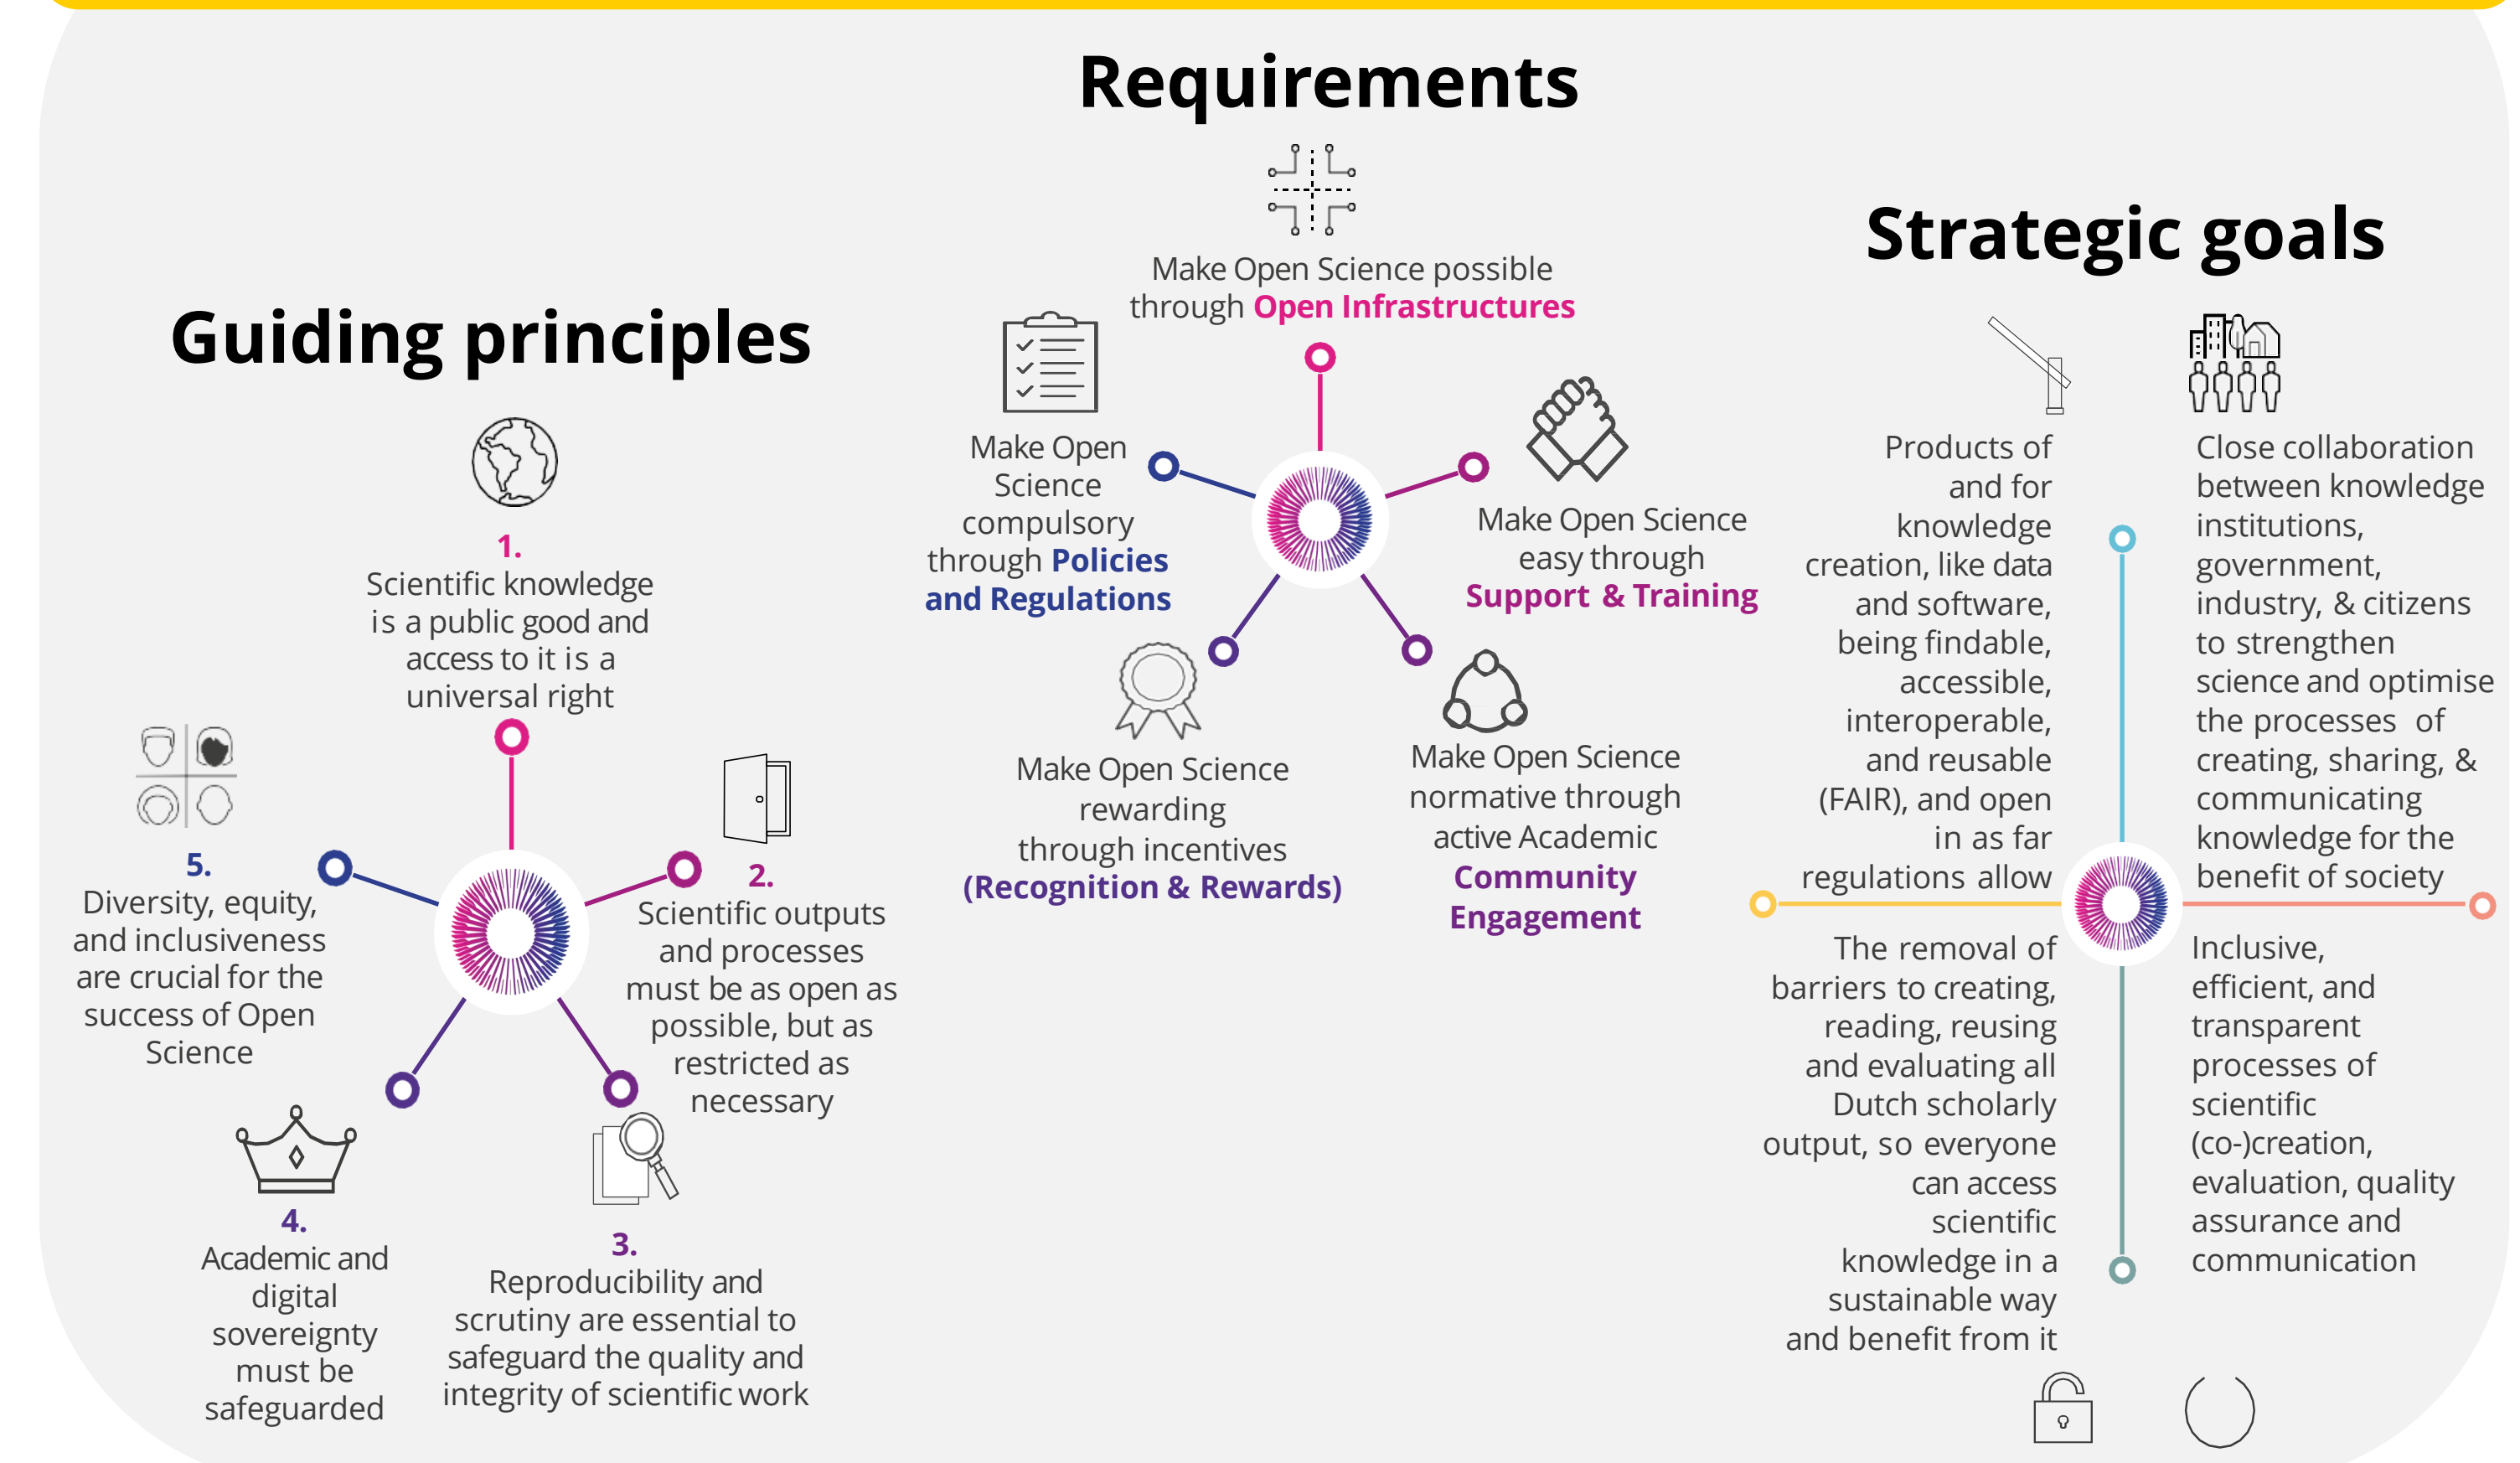 Guiding principles
1.
Scientific knowledge
is a public good and
access to it is a
universal right
2.
Scientific outputs
and processes
must be as open as
possible, but as
restricted as
necessary
3.
Reproducibility and
scrutiny are essential to
safeguard the quality and
integrity of scientific work
4.
Academic and
digital
sovereignty
must be
safeguarded
5.
Diversity, equity,
and inclusiveness
are crucial for the
success of Open
Science
Requirements
Make Open Science possible
through Open Infrastructures
Make Open Science
easy through
Support & Training
Make Open Science
normative through
active Academic
Community
Engagement
Make Open Science
rewarding
through incentives
(Recognition & Rewards)
Make Open
Science
compulsory
through Policies
and Regulations
Strategic goals
Products of
and for
knowledge
creation, like data
and software,
being findable,
accessible,
interoperable,
and reusable
(FAIR), and open
in as far
regulations allow
Close collaboration
between knowledge
institutions,
government,
industry, & citizens
to strengthen
science and optimise
the processes of
creating, sharing, &
communicating
knowledge for the
benefit of society
The removal of
barriers to creating,
reading, reusing
and evaluating all
Dutch scholarly
output, so everyone
can access
scientific
knowledge in a
sustainable way
and benefit from it
Inclusive,
efficient, and
transparent
processes of
scientific
(co-)creation,
evaluation, quality
assurance and
communication